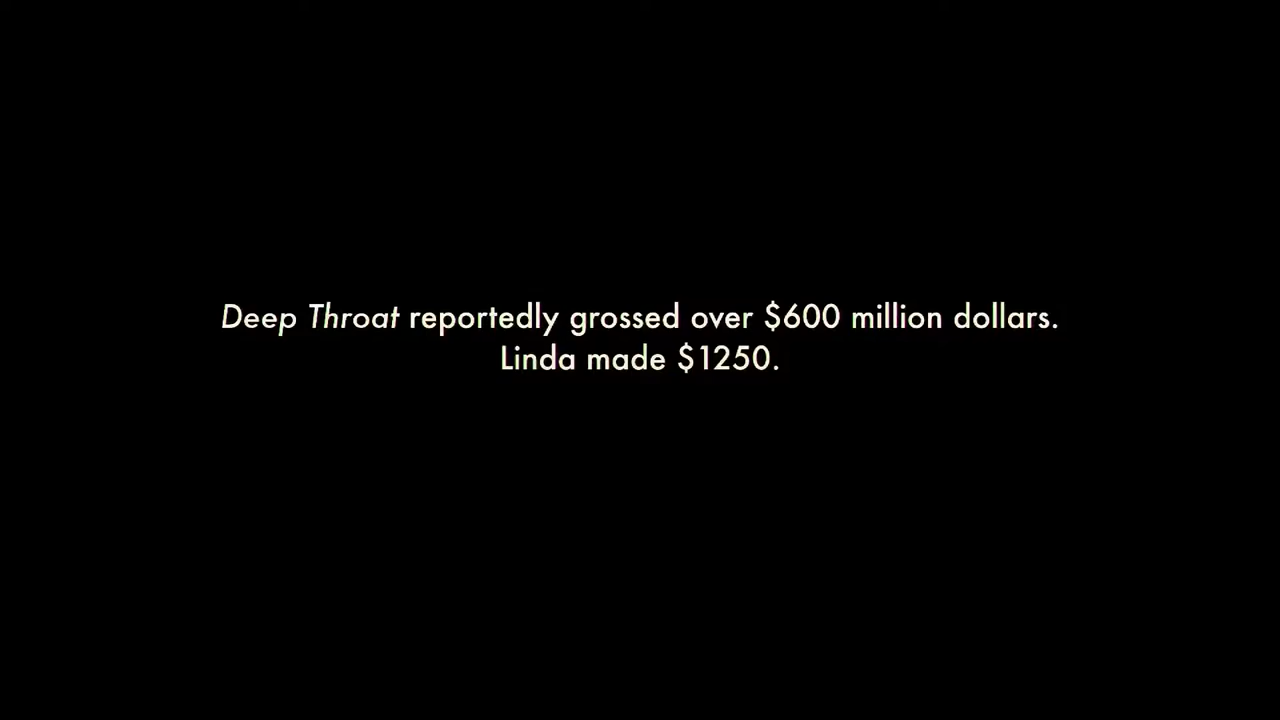 Deep Throat reportedly grossed over $600 million dollars.
Linda made $1250.